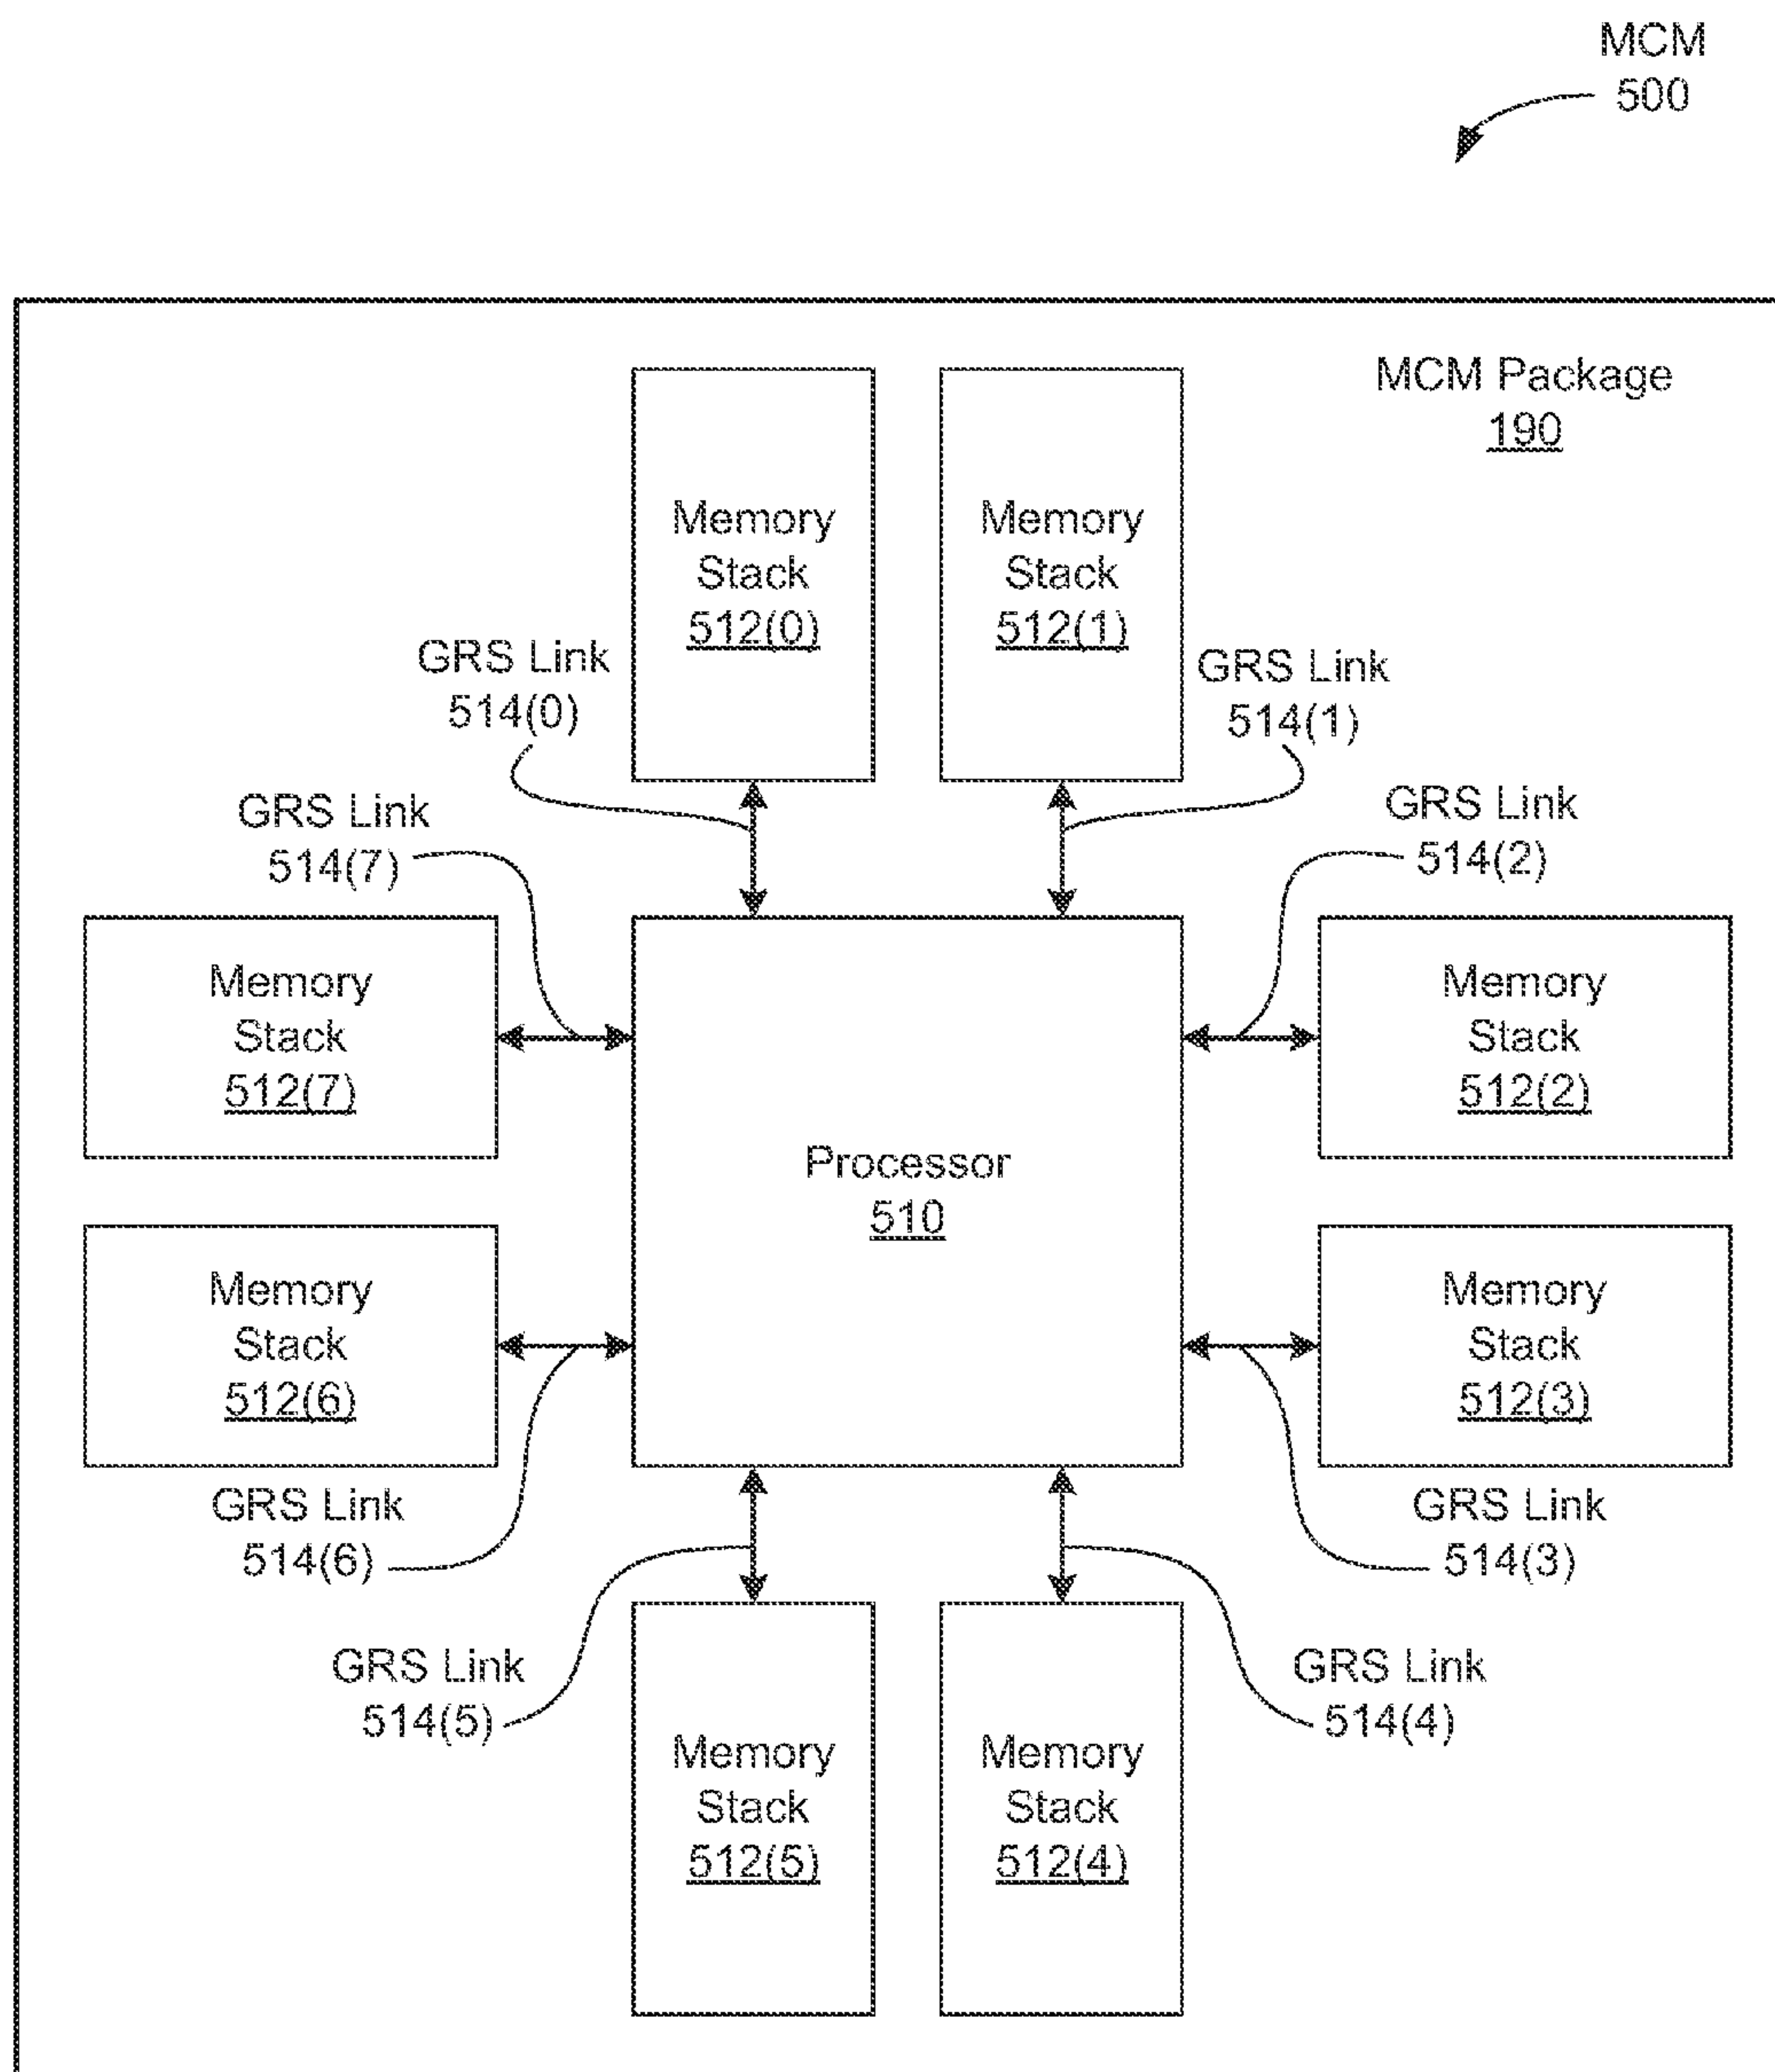 MCM
500
MCM Package
190
Memory
Stack
512(0)
Memory
Stack
512(1)
GRS Link
514(0)
GRS Link
514(1)
GRS Link
514(7)
GRS Link
514(2)
Memory
Stack
512(7)
Memory
Stack
512(2)
Processor
510
Memory
Stack
512(6)
Memory
Stack
512(3)
GRS Link
514(6)
GRS Link
514(3)
GRS Link
514(5)
GRS Link
514(4)
Memory
Stack
512(5)
Memory
Stack
512(4)